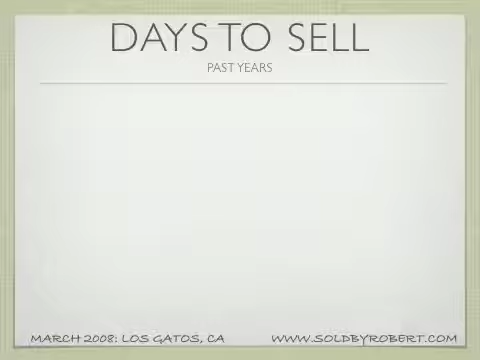 DAYS TO SELL
PAST YEARS
MARCH 2008: LOS GATOS, CA
WWW.SOLDBYROBERT.COM